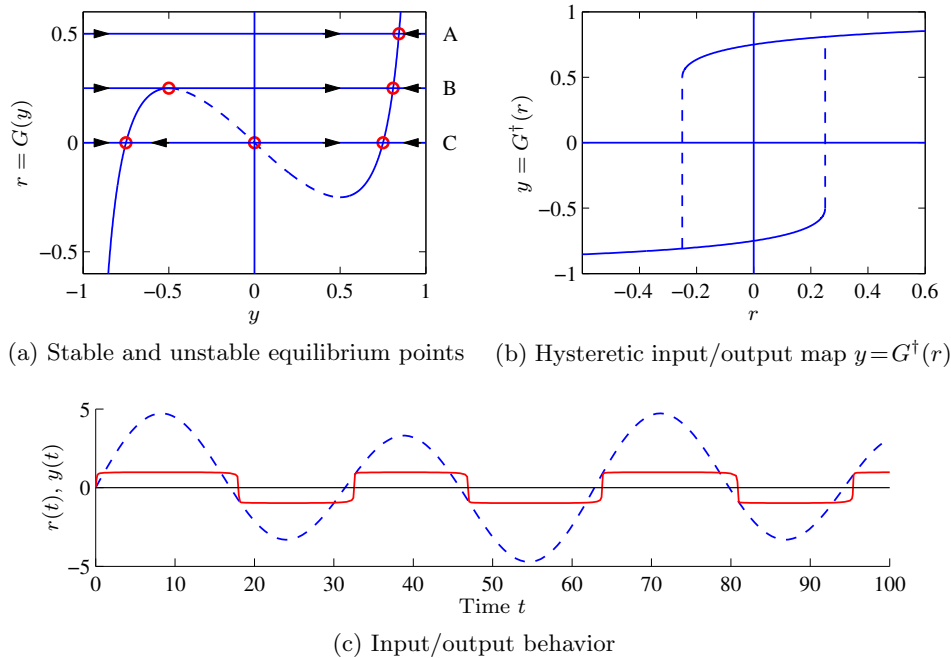 0.5
0
−0.5
−1
−0.5
0
0.5
1
y
r = G(y)
A
B
C
1
0.5
0
−0.5
−1
−0.4
−0.2
0
0.2
0.4
0.6
r
y = G†(r)
(a) Stable and unstable equilibrium points
(b) Hysteretic input/output map y=G†(r)
5
0
−5
r(t), y(t)
0
10
20
30
40
50
60
70
80
90
100
Time t
(c) Input/output behavior